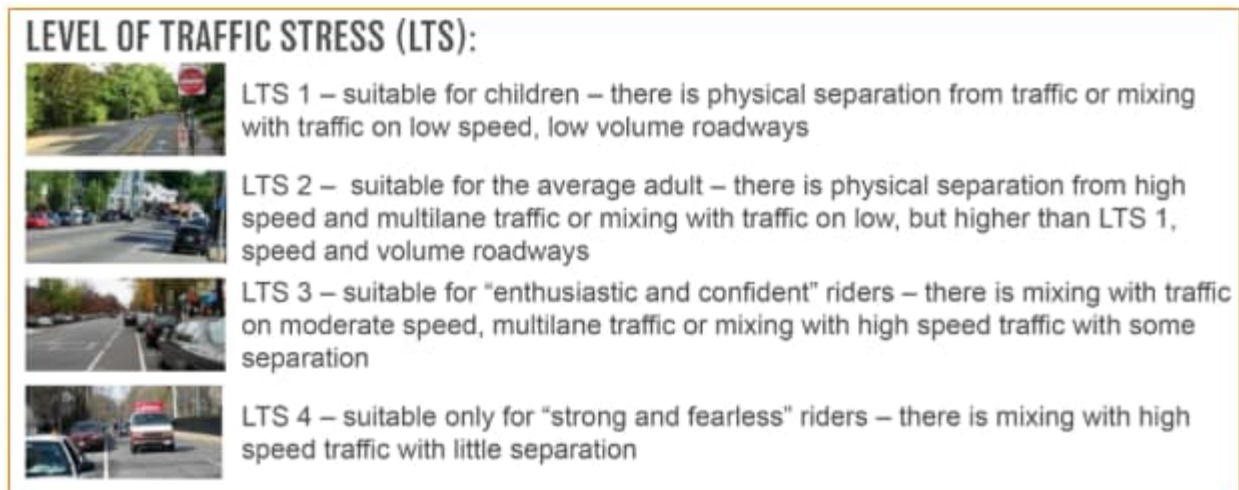 LEVEL OF TRAFFIC STRESS (LTS):
LTS 1 – suitable for children – there is physical separation from traffic or mixing
with traffic on low speed, low volume roadways
LTS 2 – suitable for the average adult – there is physical separation from high
speed and multilane traffic or mixing with traffic on low, but higher than LTS 1,
speed and volume roadways
LTS 3 – suitable for “enthusiastic and confident” riders – there is mixing with traffic
on moderate speed, multilane traffic or mixing with high speed traffic with some
separation
LTS 4 – suitable only for “strong and fearless” riders – there is mixing with high
speed traffic with little separation